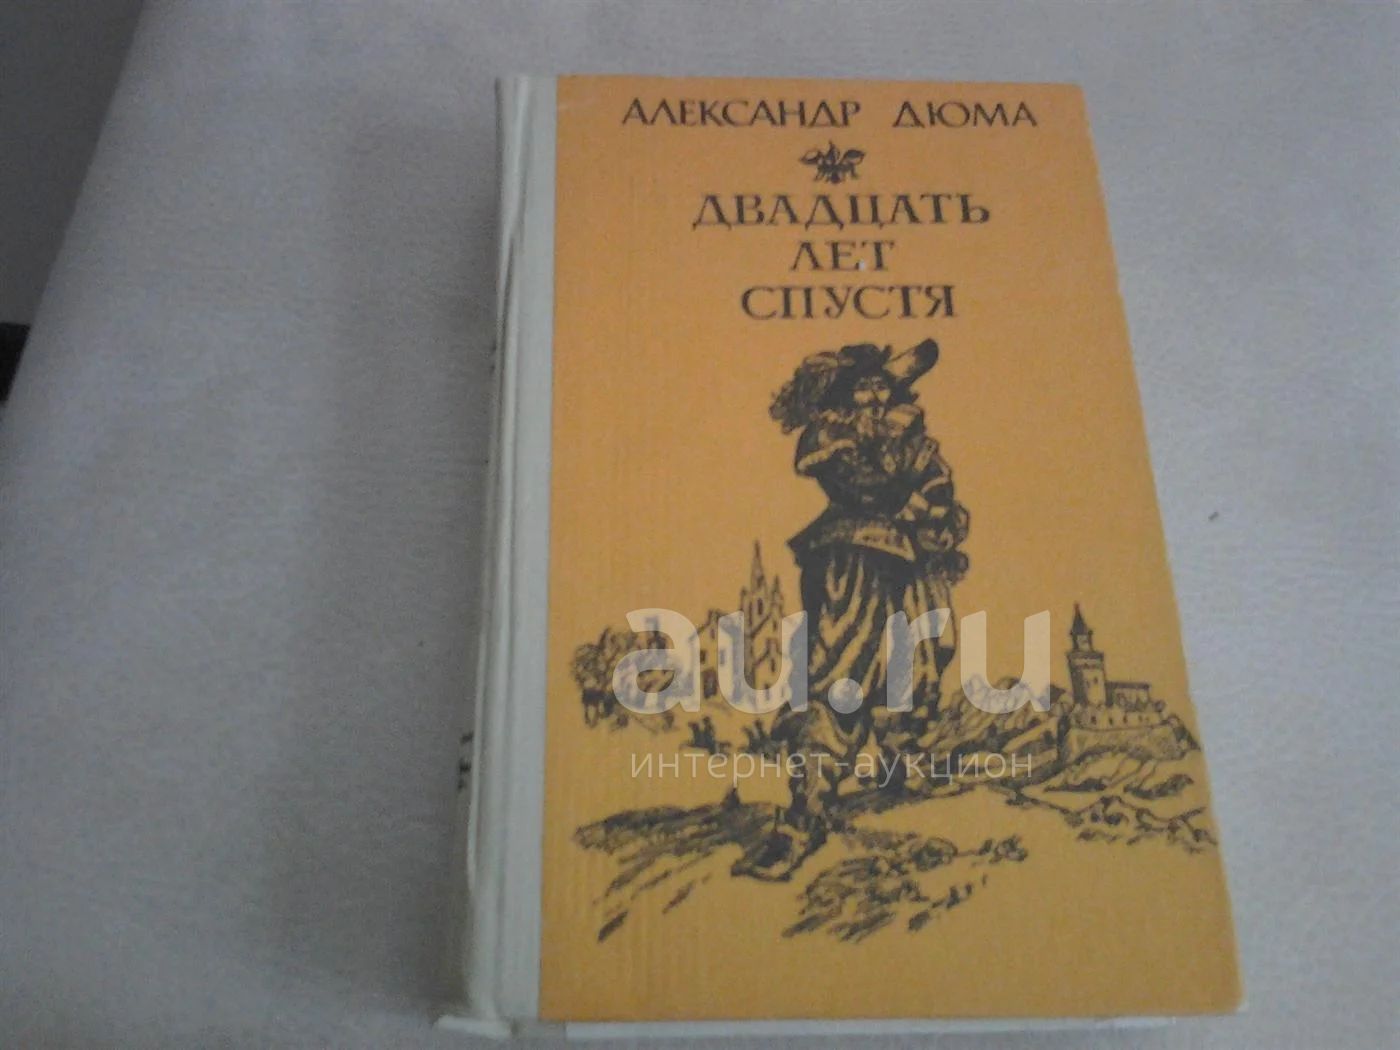 АЛЕКСАНДР ДЮМА
ДВАДЦАТЬ
ЛЕТ
СПУСТЯ
au.ru
интернет-аукцион